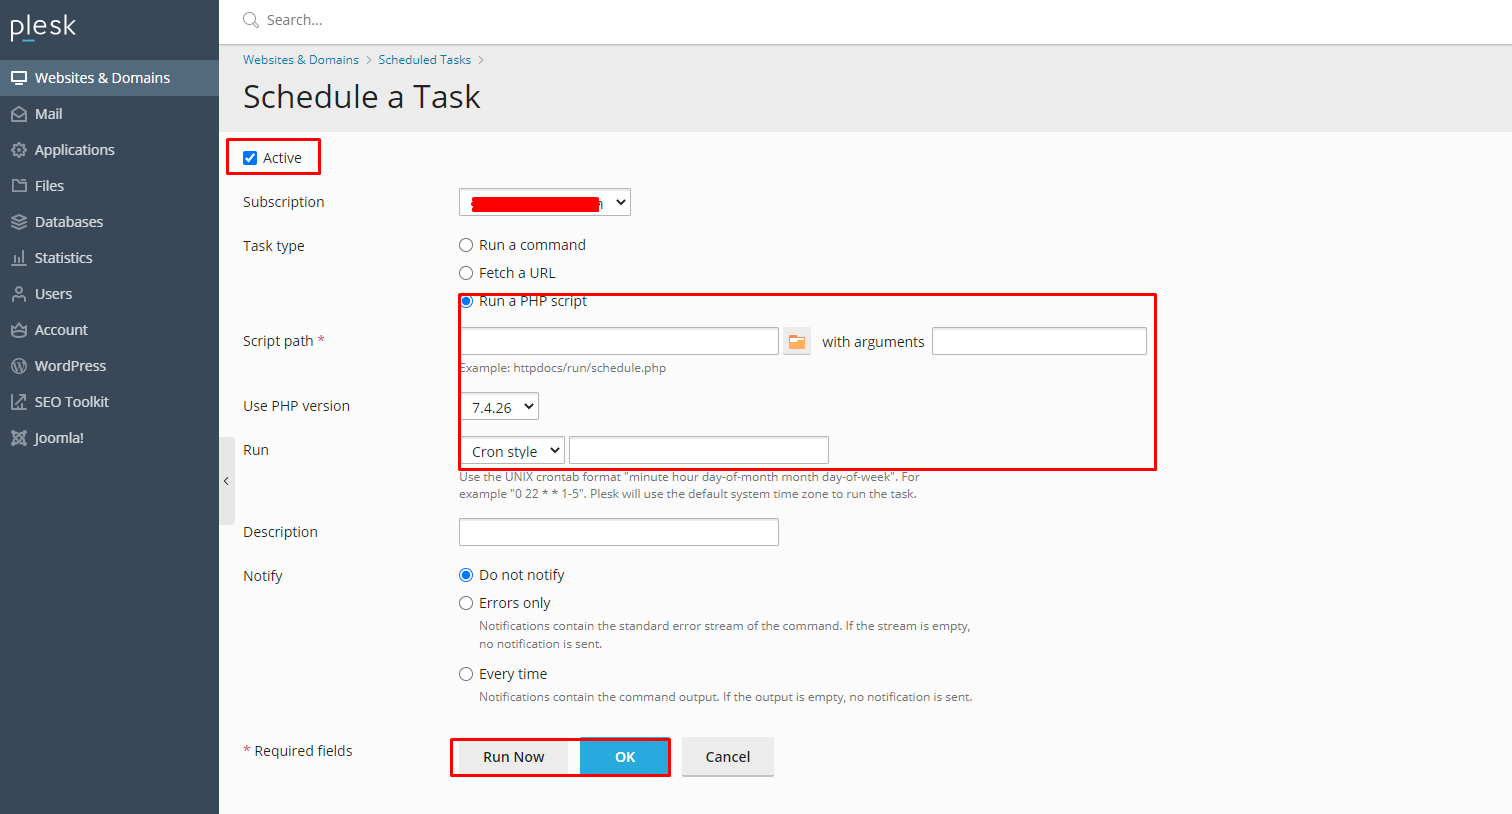 plesk
Search...
Websites & Domains
Mail
Applications
Files
Databases
Statistics
Users
Account
WordPress
SEO Toolkit
Joomla!
Websites & Domains > Scheduled Tasks >
Schedule a Task
Active
Subscription
Task type
Run a command
Fetch a URL
Run a PHP script
Script path * with arguments
Example: httpdocs/run/schedule.php
Use PHP version 7.4.26
Run Cron style
Use the UNIX crontab format "minute hour day-of-month month day-of-week". For
example "0 22 * * 1-5". Plesk will use the default system time zone to run the task.
Description
Notify
Do not notify
Errors only
Notifications contain the standard error stream of the command. If the stream is empty,
no notification is sent.
Every time
Notifications contain the command output. If the output is empty, no notification is sent.
* Required fields
Run Now OK Cancel